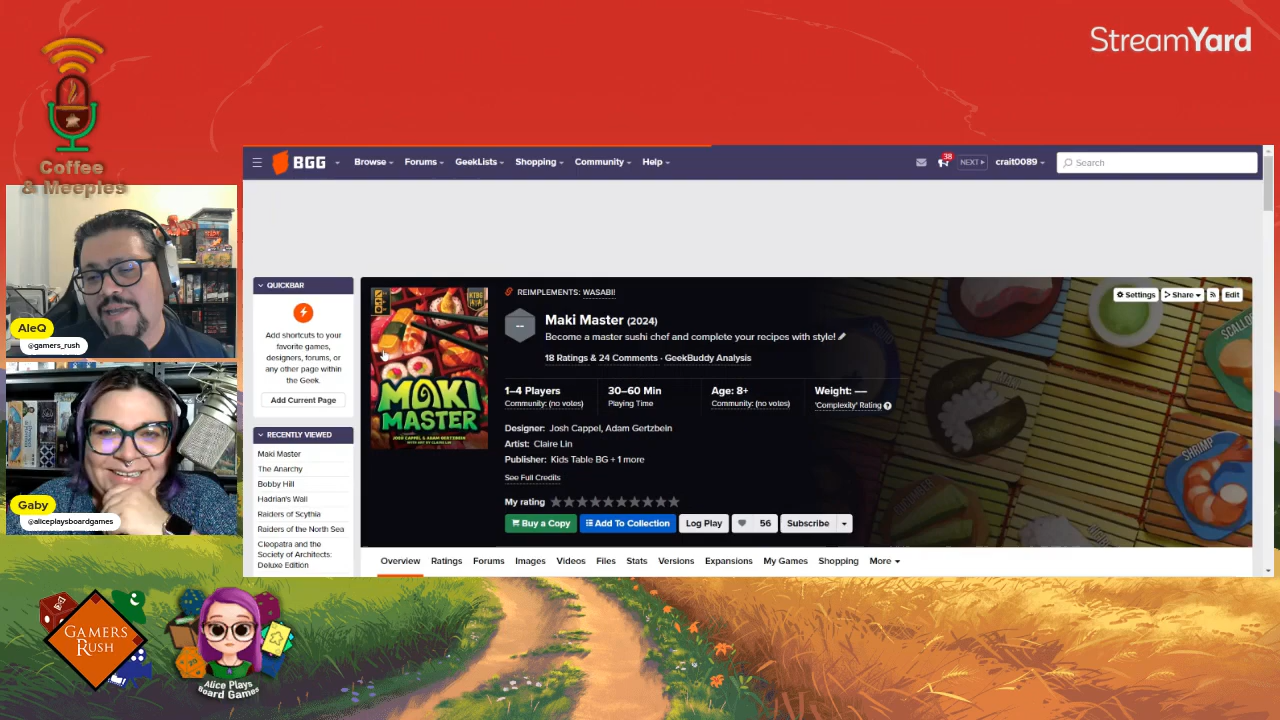 StreamYard
Coffee
& Meeples
BGG
Browse
Forums
GeekLists
Shopping
Community
Help
38
NEXT
crait0089
Search
AleQ
@gamers_rush
Gaby
@aliceplaysboardgames
QUICKBAR
Add shortcuts to your
favorite games,
designers, forums, or
any other page within
the Geek.
Add Current Page
RECENTLY VIEWED
Maki Master
The Anarchy
Bobby Hill
Hadrian's Wall
Raiders of Scythia
Raiders of the North Sea
Cleopatra and the
Society of Architects:
Deluxe Edition
MAKI
MASTER
JOSH CAPPEL & ADAM GERTZBEIN
REIMPLEMENTS: WASABI!
Settings
Share
Edit
--
Maki Master (2024)
Become a master sushi chef and complete your recipes with style!
18 Ratings & 24 Comments · GeekBuddy Analysis
1–4 Players
Community: (no votes)
30–60 Min
Playing Time
Age: 8+
Community: (no votes)
Weight: —
'Complexity' Rating
Designer: Josh Cappel, Adam Gertzbein
Artist: Claire Lin
Publisher: Kids Table BG + 1 more
See Full Credits
My rating
Buy a Copy
Add To Collection
Log Play
56
Subscribe
SHRIMP
Overview
Ratings
Forums
Images
Videos
Files
Stats
Versions
Expansions
My Games
Shopping
More
GAMERS
RUSH
Alice Plays
Board Games